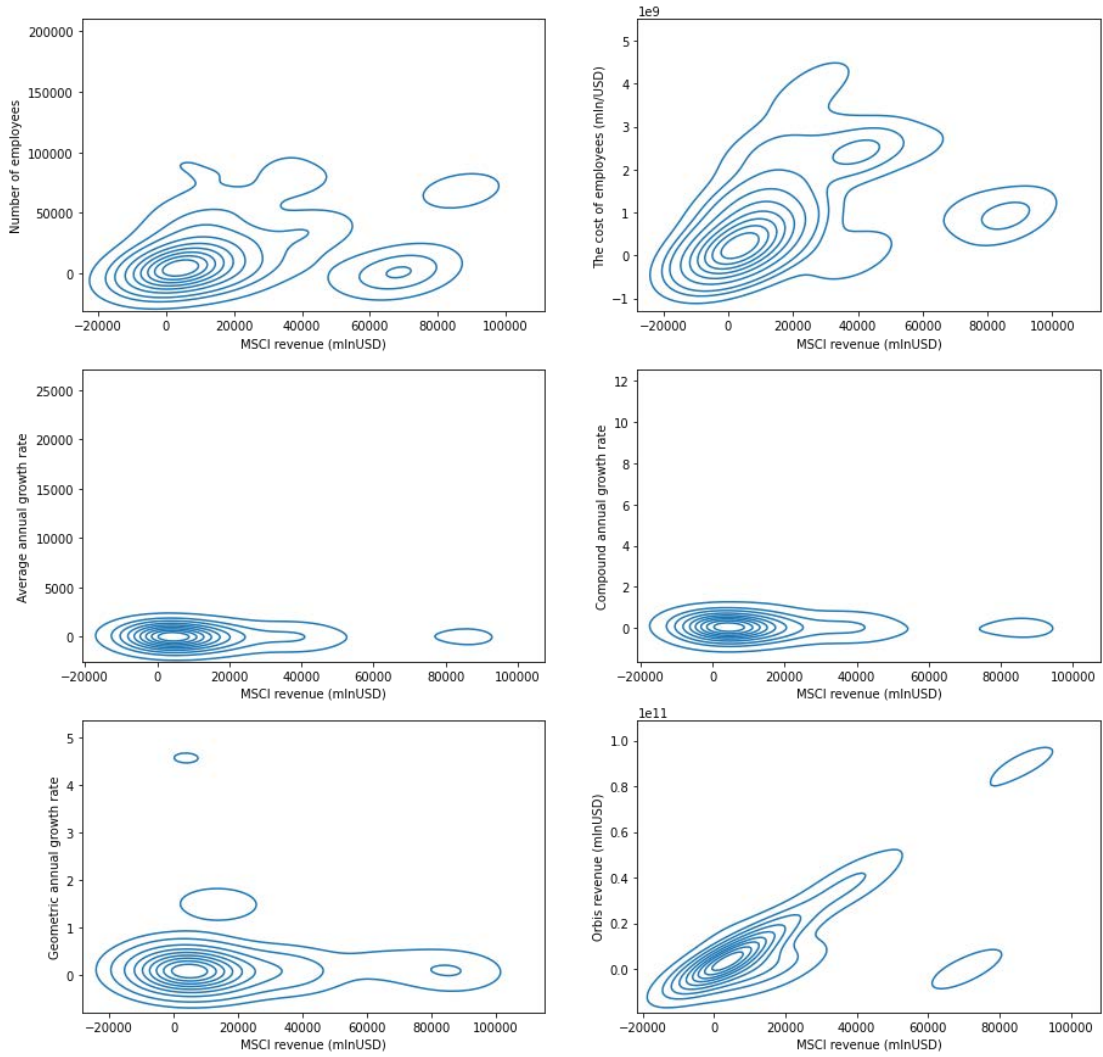 200000
150000
100000
50000
0
Number of employees
−20000 0 20000 40000 60000 80000 100000
MSCI revenue (mlnUSD)
1e9
5
4
3
2
1
0
−1
The cost of employees (mln/USD)
−20000 0 20000 40000 60000 80000 100000
MSCI revenue (mlnUSD)
25000
20000
15000
10000
5000
0
Average annual growth rate
−20000 0 20000 40000 60000 80000 100000
MSCI revenue (mlnUSD)
12
10
8
6
4
2
0
Compound annual growth rate
−20000 0 20000 40000 60000 80000 100000
MSCI revenue (mlnUSD)
5
4
3
2
1
0
Geometric annual growth rate
−20000 0 20000 40000 60000 80000 100000
MSCI revenue (mlnUSD)
1e11
1.0
0.8
0.6
0.4
0.2
0.0
Orbis revenue (mlnUSD)
−20000 0 20000 40000 60000 80000 100000
MSCI revenue (mlnUSD)